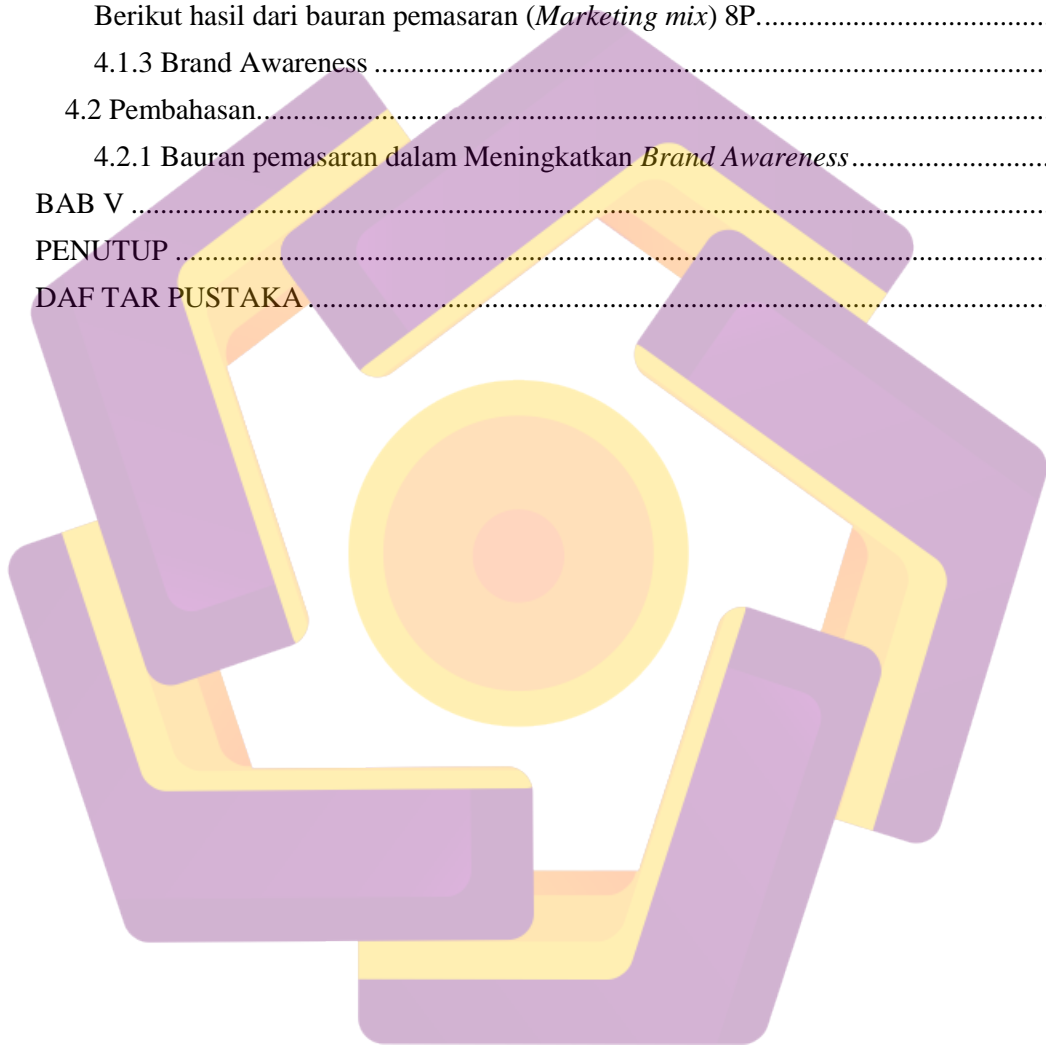 Berikut hasil dari bauran pemasaran (Marketing mix) 8P.....................................................
4.1.3 Brand Awareness ...............................................................................................
4.2 Pembahasan.........................................................................................................
4.2.1 Bauran pemasaran dalam Meningkatkan Brand Awareness ...........................
BAB V ......................................................................................................................
PENUTUP ................................................................................................................
DAF TAR PUSTAKA ...............................................................................................